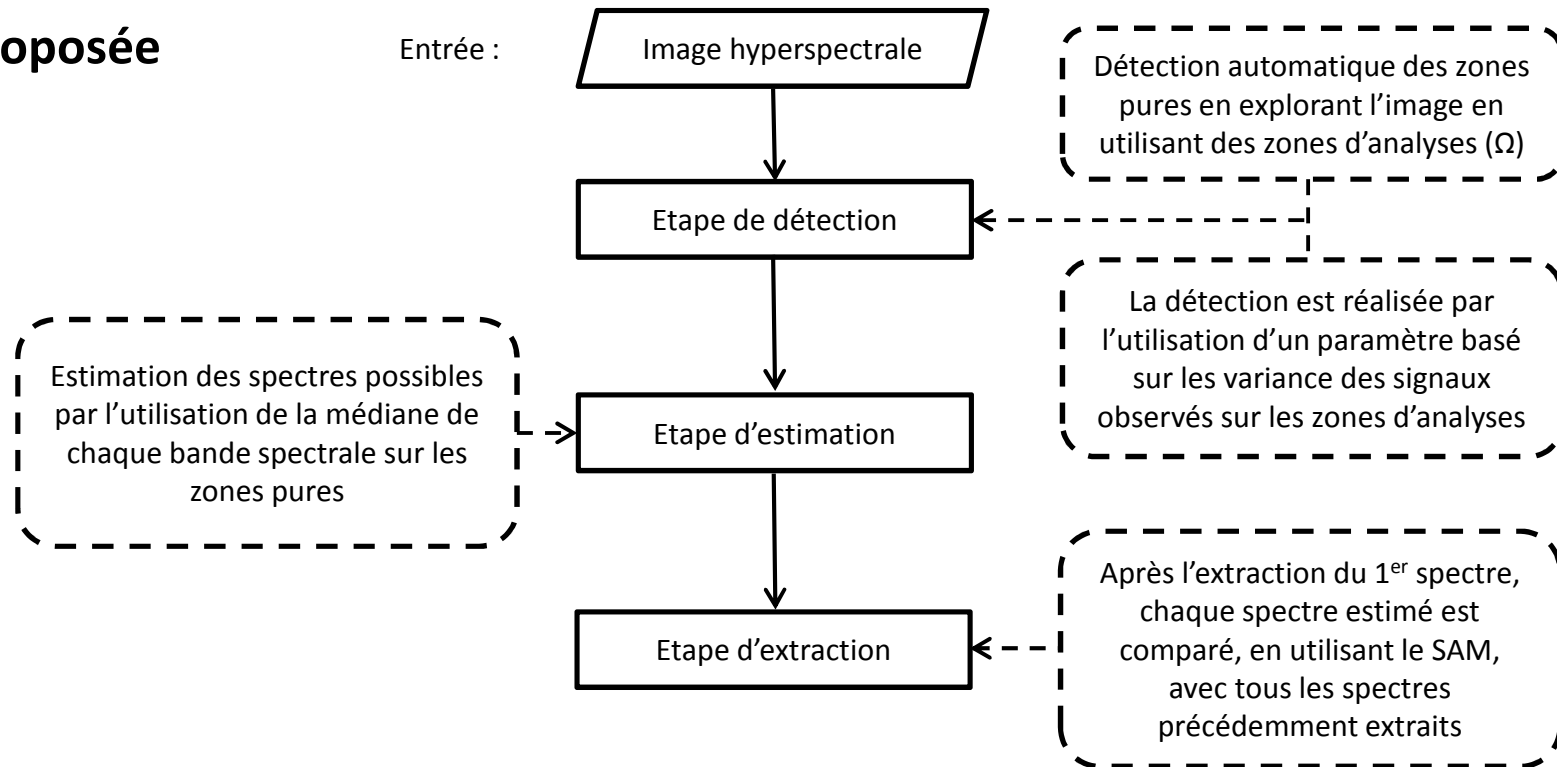 oposée
Entrée :
Image hyperspectrale
Détection automatique des zones
pures en explorant l’image en
utilisant des zones d’analyses (Ω)
Etape de détection
La détection est réalisée par
l’utilisation d’un paramètre basé
sur les variance des signaux
observés sur les zones d’analyses
Estimation des spectres possibles
par l’utilisation de la médiane de
chaque bande spectrale sur les
zones pures
Etape d’estimation
Après l’extraction du 1er spectre,
chaque spectre estimé est
comparé, en utilisant le SAM,
avec tous les spectres
précédemment extraits
Etape d’extraction